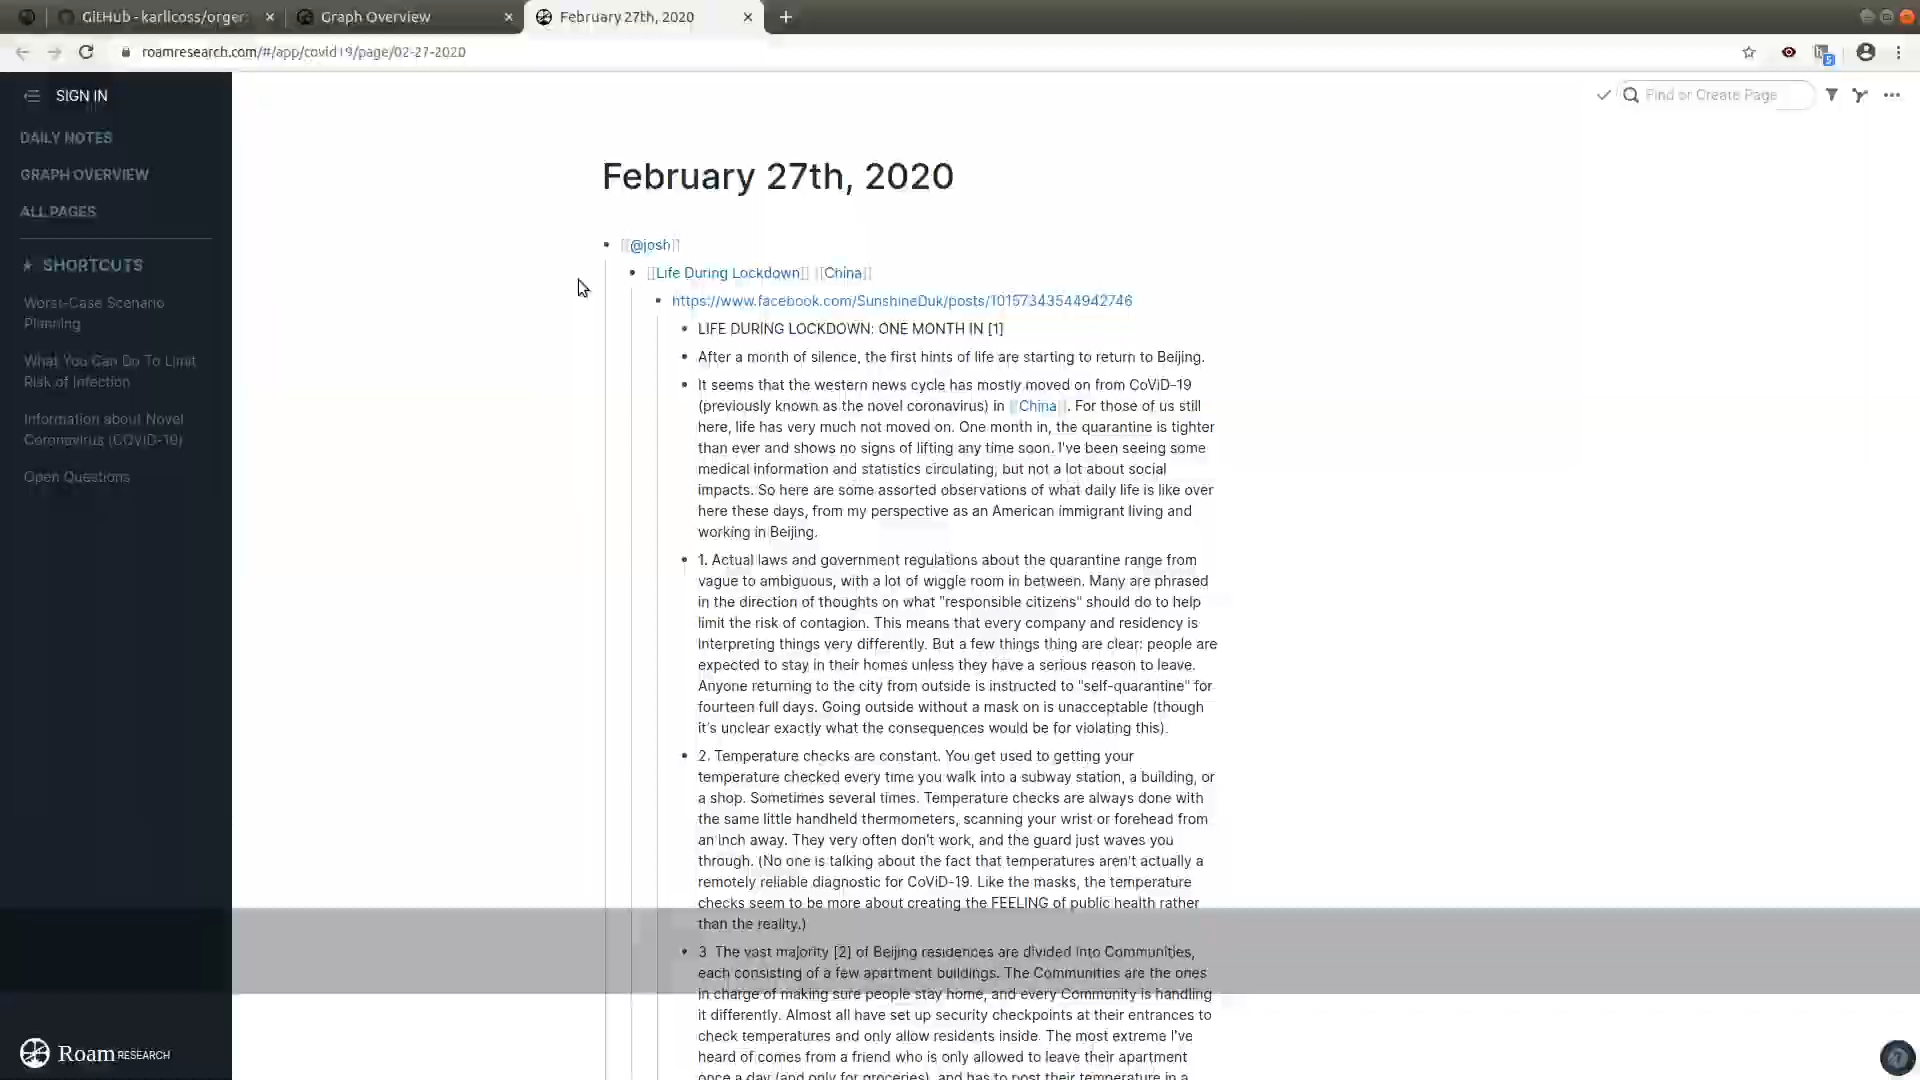 GitHub - karlicoss/orger
Graph Overview
February 27th, 2020
roamresearch.com/#/app/covid19/page/02-27-2020
5
SIGN IN
Find or Create Page
DAILY NOTES
GRAPH OVERVIEW
ALL PAGES
SHORTCUTS
Worst-Case Scenario
Planning
What You Can Do To Limit
Risk of Infection
Information about Novel
Coronavirus (COVID-19)
Open Questions
February 27th, 2020
[[@josh]]
[[Life During Lockdown]] [[China]]
https://www.facebook.com/SunshineDuk/posts/10157343544942746
LIFE DURING LOCKDOWN: ONE MONTH IN [1]
After a month of silence, the first hints of life are starting to return to Beijing.
It seems that the western news cycle has mostly moved on from CoViD-19
(previously known as the novel coronavirus) in [[China]]. For those of us still
here, life has very much not moved on. One month in, the quarantine is tighter
than ever and shows no signs of lifting any time soon. I've been seeing some
medical information and statistics circulating, but not a lot about social
impacts. So here are some assorted observations of what daily life is like over
here these days, from my perspective as an American immigrant living and
working in Beijing.
1. Actual laws and government regulations about the quarantine range from
vague to ambiguous, with a lot of wiggle room in between. Many are phrased
in the direction of thoughts on what "responsible citizens" should do to help
limit the risk of contagion. This means that every company and residency is
interpreting things very differently. But a few things thing are clear: people are
expected to stay in their homes unless they have a serious reason to leave.
Anyone returning to the city from outside is instructed to "self-quarantine" for
fourteen full days. Going outside without a mask on is unacceptable (though
it's unclear exactly what the consequences would be for violating this).
2. Temperature checks are constant. You get used to getting your
temperature checked every time you walk into a subway station, a building, or
a shop. Sometimes several times. Temperature checks are always done with
the same little handheld thermometers, scanning your wrist or forehead from
an inch away. They very often don't work, and the guard just waves you
through. (No one is talking about the fact that temperatures aren't actually a
remotely reliable diagnostic for CoViD-19. Like the masks, the temperature
checks seem to be more about creating the FEELING of public health rather
than the reality.)
3 The vast majority [2] of Beijing residences are divided into Communities,
each consisting of a few apartment buildings. The Communities are the ones
in charge of making sure people stay home, and every Community is handling
it differently. Almost all have set up security checkpoints at their entrances to
check temperatures and only allow residents inside. The most extreme I've
heard of comes from a friend who is only allowed to leave their apartment
once a day (and only for groceries), and has to post their temperature in a
Roam RESEARCH